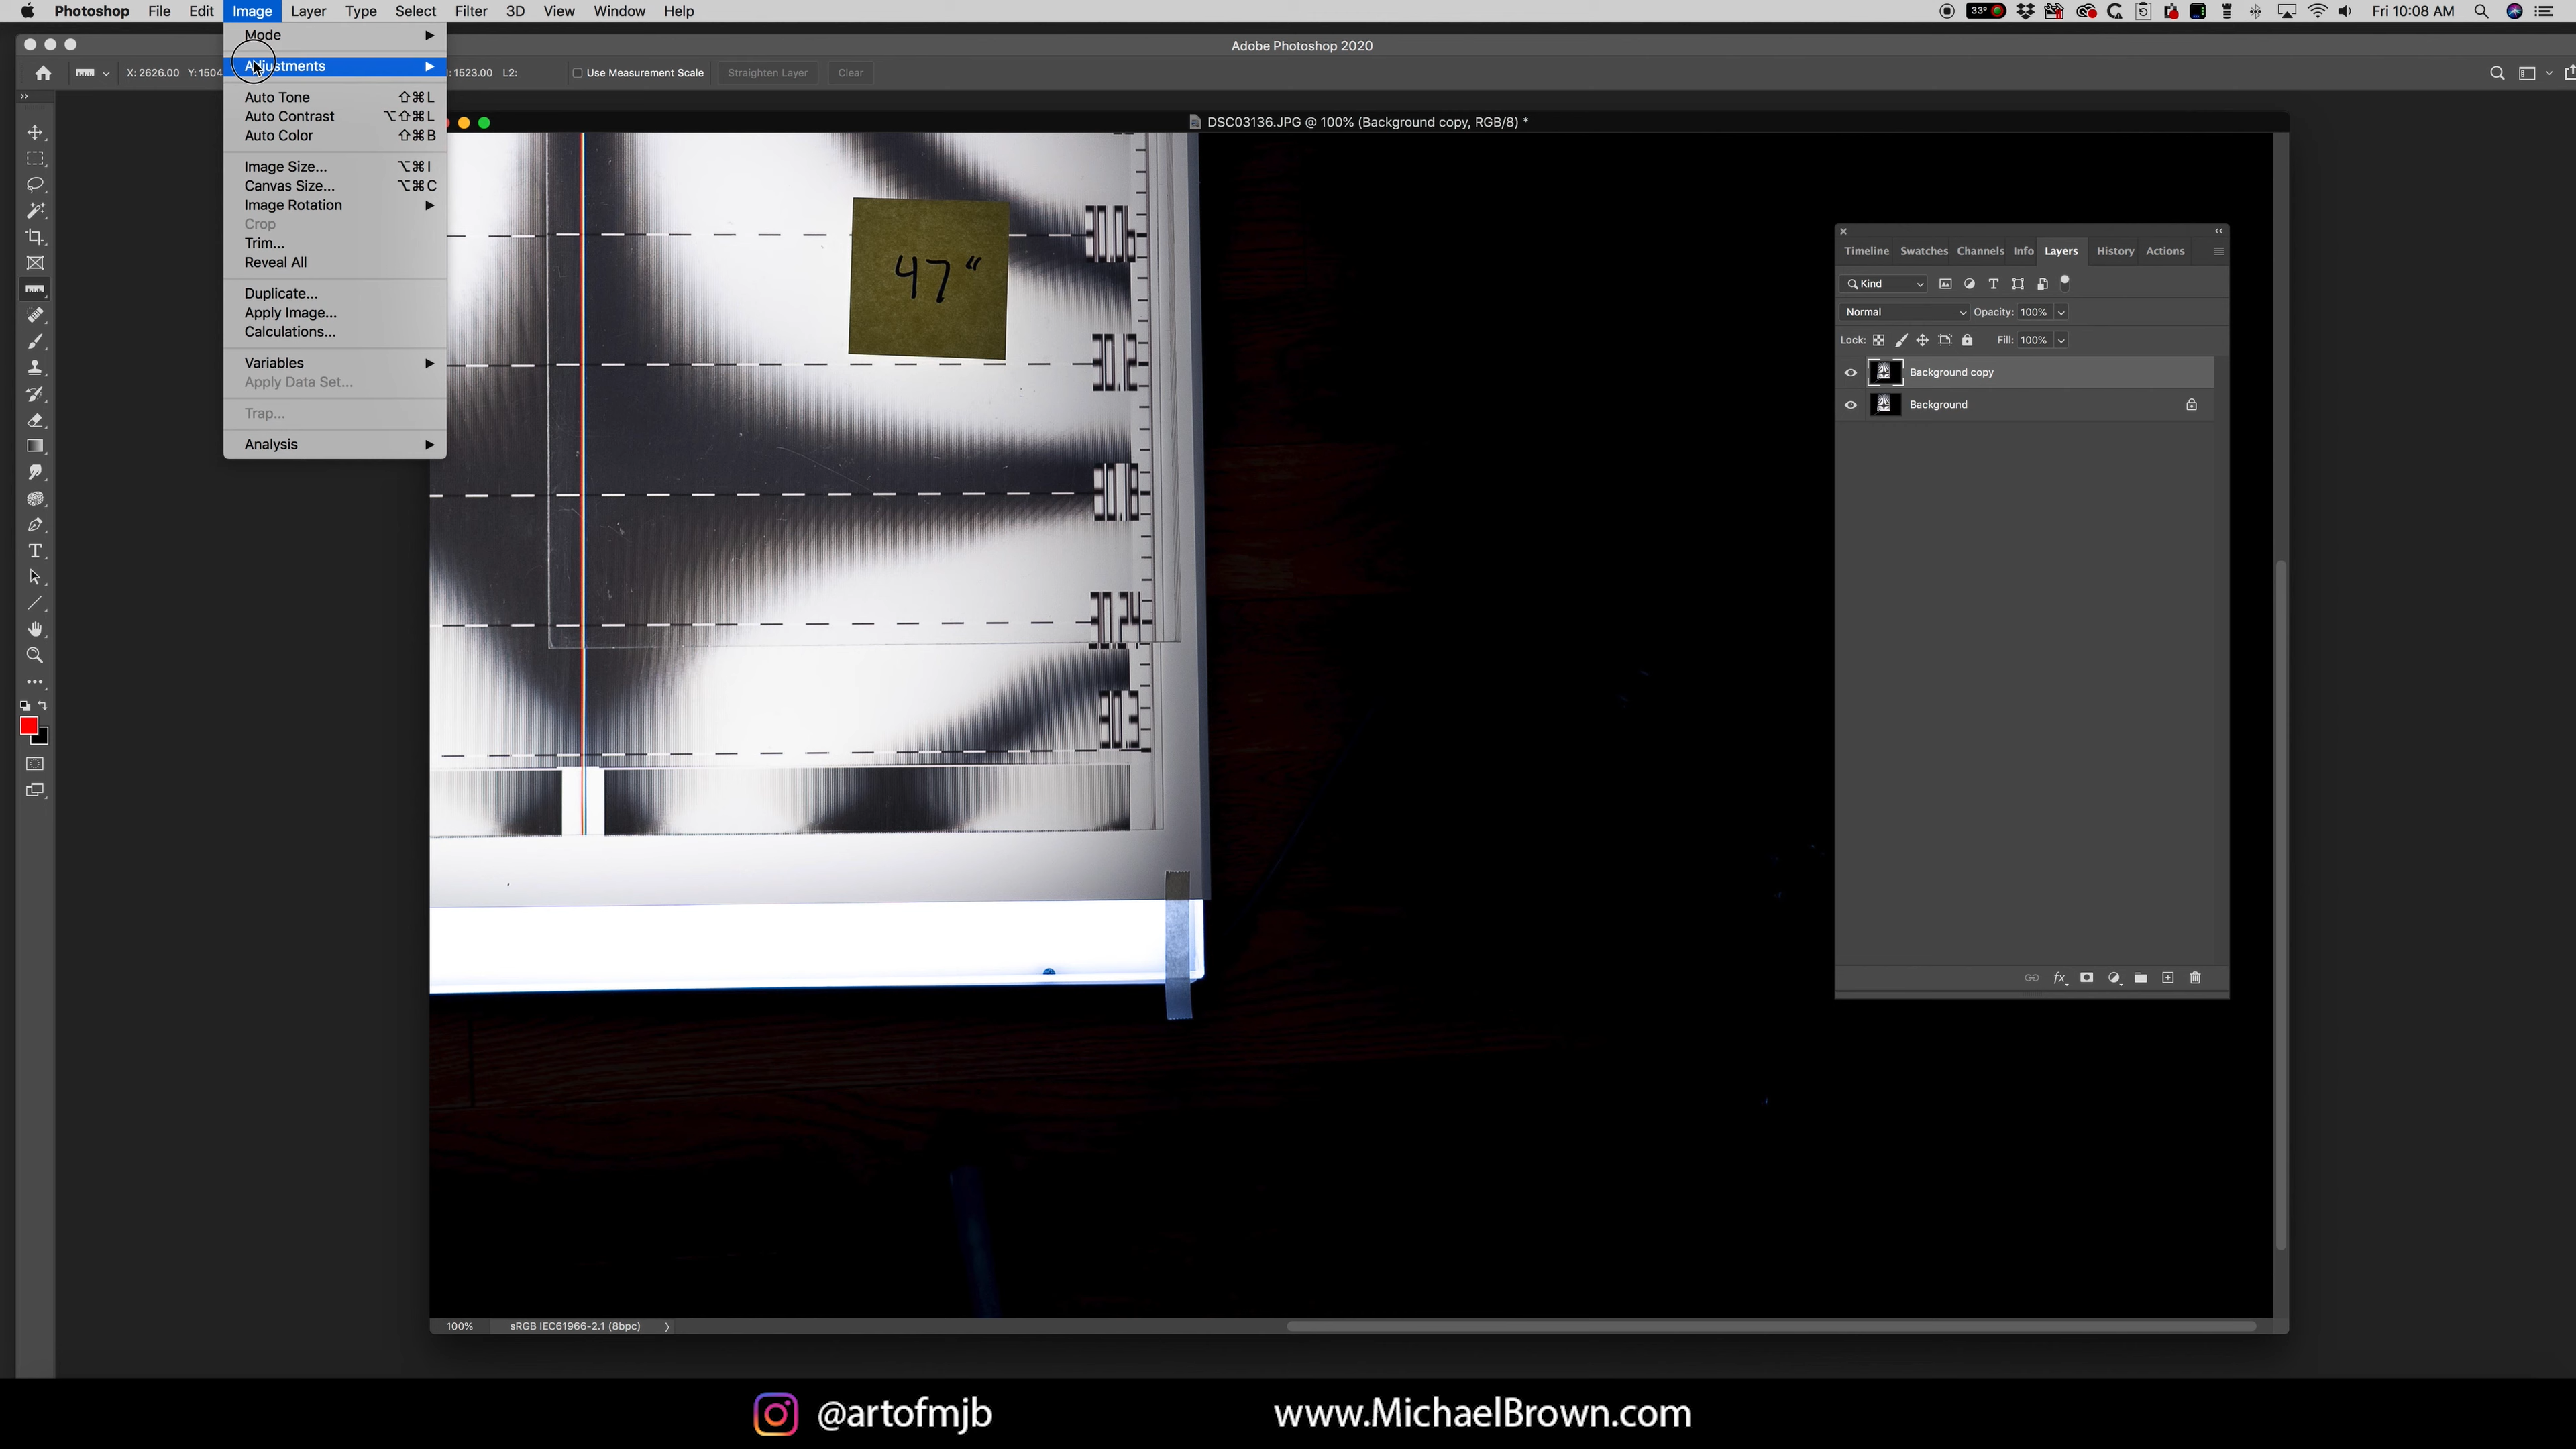 Photoshop File Edit Image Layer Type Select Filter 3D View Window Help
33° Fri 10:08 AM
Adobe Photoshop 2020
X: 2626.00 Y: 1504 : 1523.00 L2: Use Measurement Scale Straighten Layer Clear
Mode
Adjustments
Auto Tone ⇧⌘L
Auto Contrast ⌥⇧⌘L
Auto Color ⇧⌘B
Image Size... ⌥⌘I
Canvas Size... ⌥⌘C
Image Rotation
Crop
Trim...
Reveal All
Duplicate...
Apply Image...
Calculations...
Variables
Apply Data Set...
Trap...
Analysis
DSC03136.JPG @ 100% (Background copy, RGB/8) *
47"
Timeline Swatches Channels Info Layers History Actions
Kind
Normal Opacity: 100%
Lock: Fill: 100%
Background copy
Background
100% sRGB IEC61966-2.1 (8bpc)
@artofmjb www.MichaelBrown.com